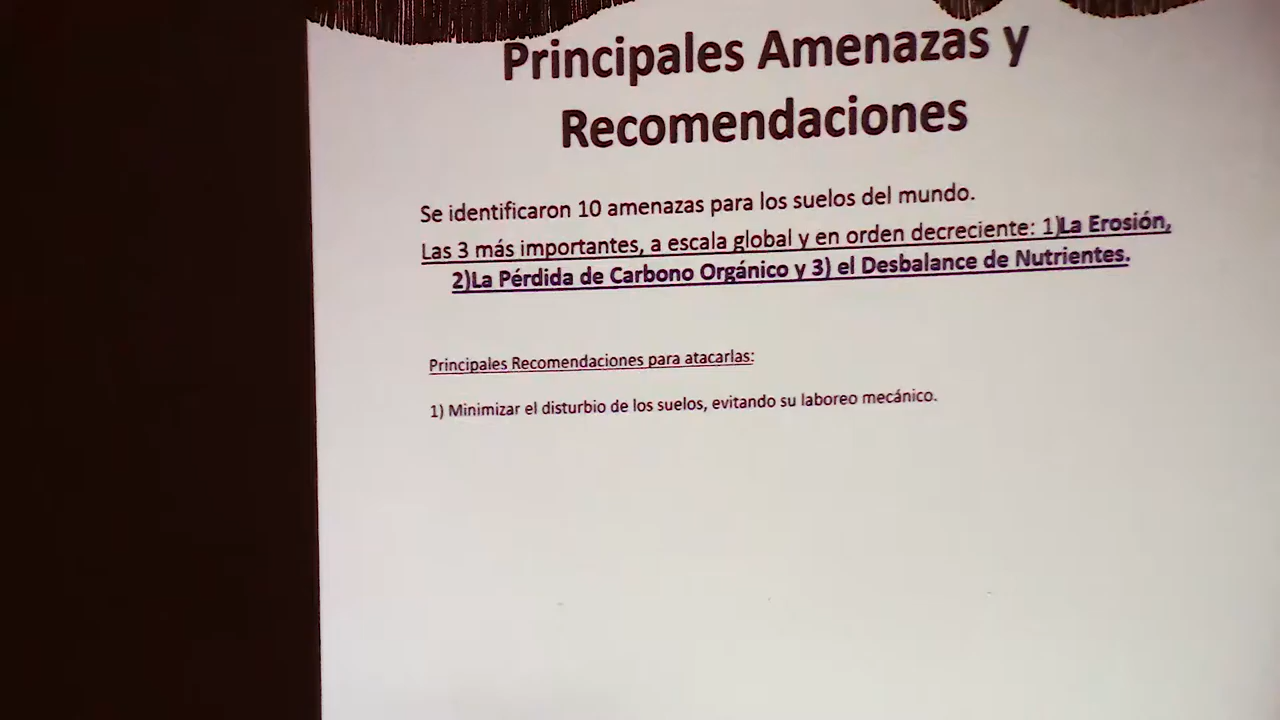 Principales Amenazas y
Recomendaciones
Se identificaron 10 amenazas para los suelos del mundo.
Las 3 más importantes, a escala global y en orden decreciente: 1)La Erosión,
2)La Pérdida de Carbono Orgánico y 3) el Desbalance de Nutrientes.
Principales Recomendaciones para atacarlas:
1) Minimizar el disturbio de los suelos, evitando su laboreo mecánico.